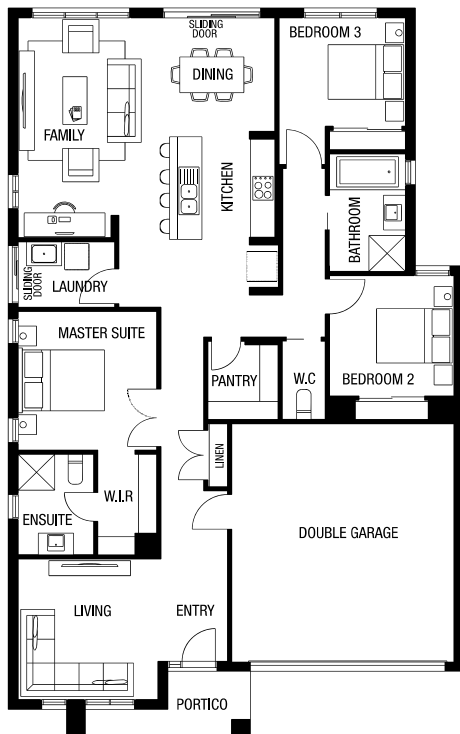 SLIDING
DOOR
BEDROOM 3
DINING
FAMILY
KITCHEN
BATHROOM
SLIDING
DOOR
LAUNDRY
MASTER SUITE
PANTRY
W.C
BEDROOM 2
LINEN
W.I.R
ENSUITE
DOUBLE GARAGE
LIVING
ENTRY
PORTICO